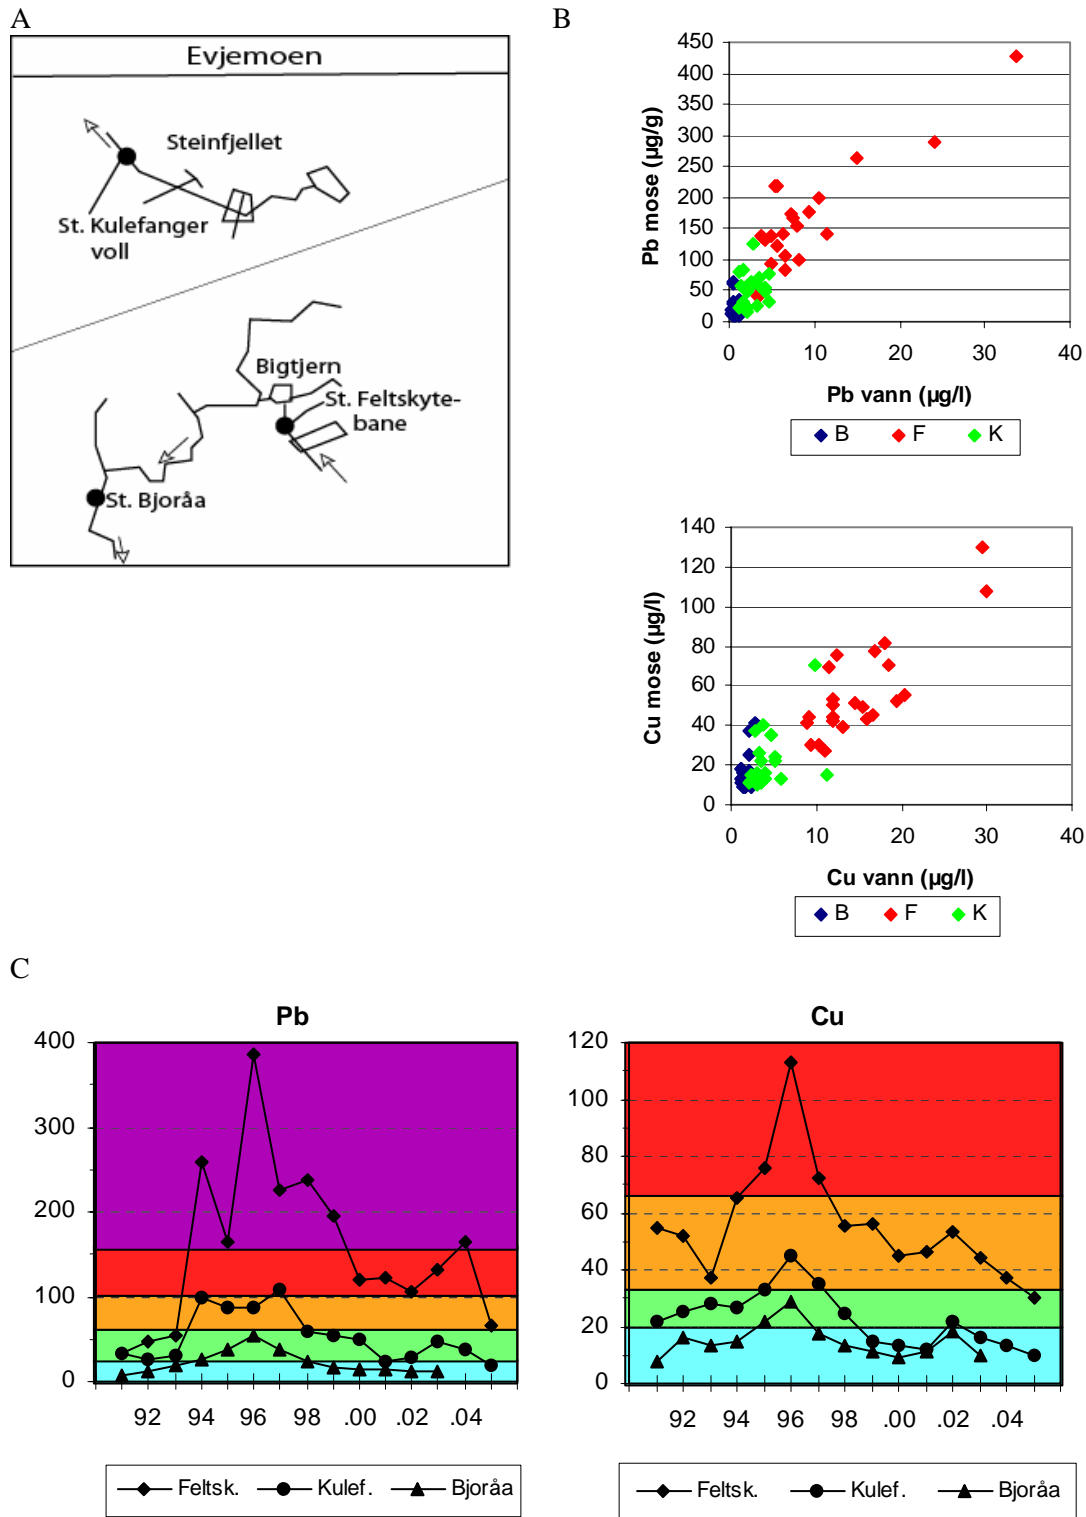 A
Evjemoen
Steinfjellet
St. Kulefanger
voll
Bigtjern
St. Feltskyte-
bane
St. Bjoråa
B
450
400
350
300
250
200
150
100
50
0
Pb mose (µg/g)
0 10 20 30 40
Pb vann (µg/l)
B F K
140
120
100
80
60
40
20
0
Cu mose (µg/l)
0 10 20 30 40
Cu vann (µg/l)
B F K
C
Pb
400
300
200
100
0
92 94 96 .00 .02 .04
Feltsk. Kulef. Bjoråa
Cu
120
100
80
60
40
20
0
92 94 96 .00 .02 .04
Feltsk. Kulef. Bjoråa